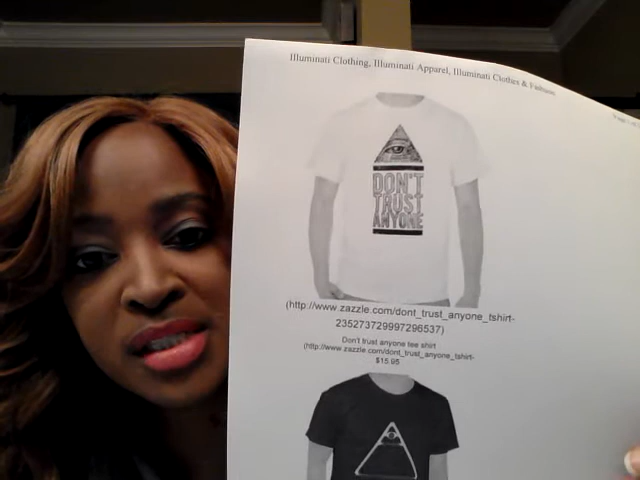 Illuminati Clothing, Illuminati Apparel, Illuminati Clothes & Fashions
DON'T
TRUST
ANYONE
(http://www.zazzle.com/dont_trust_anyone_tshirt-
235273729997296537)
Don't trust anyone tee shirt
(http://www.zazzle.com/dont_trust_anyone_tshirt-
$15.95